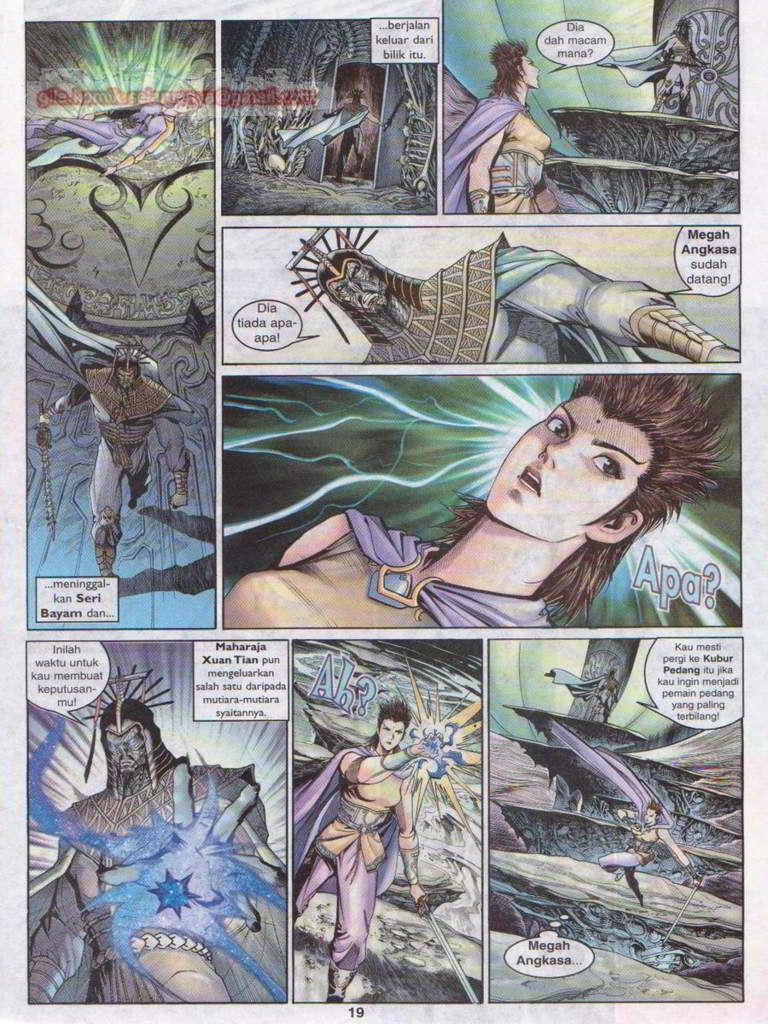 ...meninggal-
kan Seri
Bayam dan...
...berjalan
keluar dari
bilik itu.
Dia
dah macam
mana?
Dia
tiada apa-
apa!
Megah
Angkasa
sudah
datang!
Apa?
Inilah
waktu untuk
kau membuat
keputusan-
mu!
Maharaja
Xuan Tian pun
mengeluarkan
salah satu daripada
mutiara-mutiara
syaitannya.
Ah?
Kau mesti
pergi ke Kubur
Pedang itu jika
kau ingin menjadi
pemain pedang
yang paling
terbilang!
Megah
Angkasa...
19